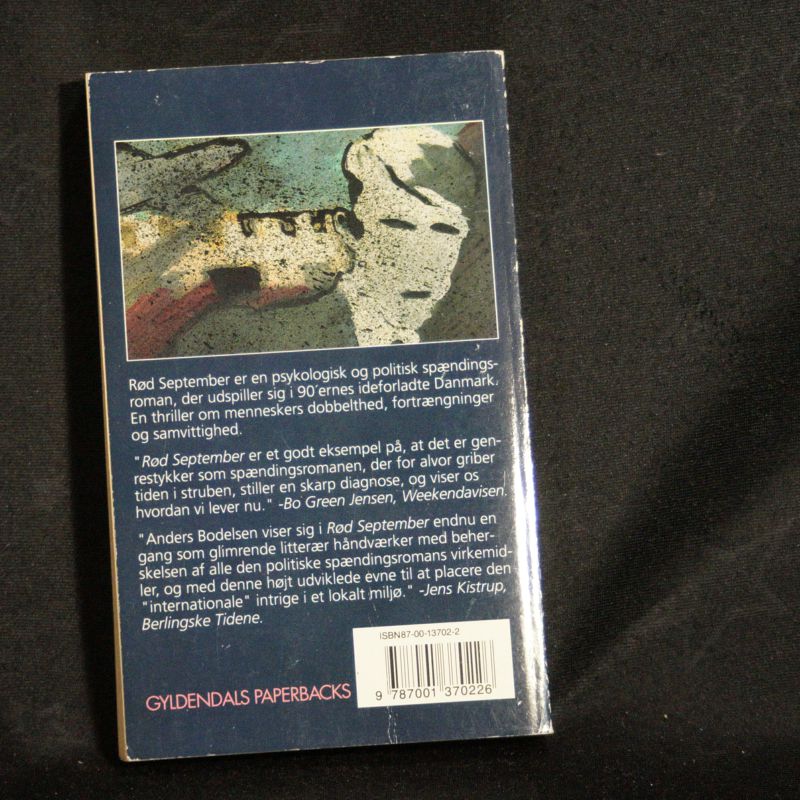 Rød September er en psykologisk og politisk spændings-
roman, der udspiller sig i 90´ernes ideforladte Danmark.
En thriller om menneskers dobbelthed, fortrængninger
og samvittighed.
"Rød September er et godt eksempel på, at det er gen-
restykker som spændingsromanen, der for alvor griber
tiden i struben, stiller en skarp diagnose, og viser os
hvordan vi lever nu." -Bo Green Jensen, Weekendavisen.
"Anders Bodelsen viser sig i Rød September endnu en
gang som glimrende litterær håndværker med beher-
skelsen af alle den politiske spændingsromans virkemid-
ler, og med denne højt udviklede evne til at placere den
"internationale" intrige i et lokalt miljø." -Jens Kistrup,
Berlingske Tidene.
ISBN87-00-13702-2
9 787001 370226
GYLDENDALS PAPERBACKS